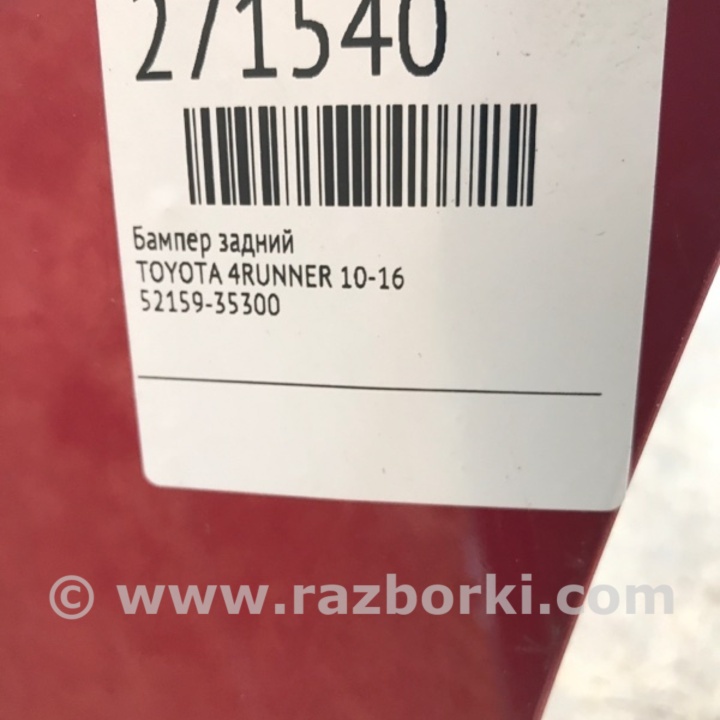 271540
Бампер задний
TOYOTA 4RUNNER 10-16
52159-35300
© www.razborki.com